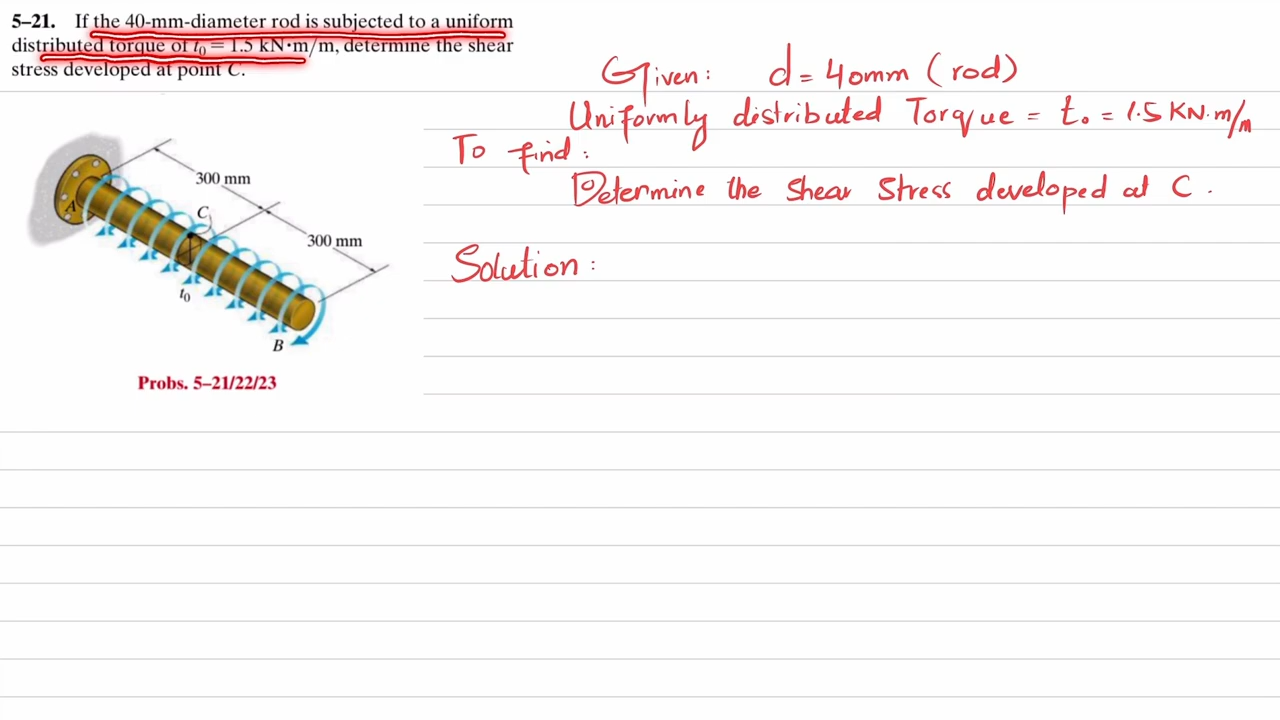 5–21. If the 40-mm-diameter rod is subjected to a uniform
distributed torque of t0 = 1.5 kN·m/m, determine the shear
stress developed at point C.
Given: d = 40mm (rod)
Uniformly distributed Torque = t. = 1.5 KN.m/m
To find:
Determine the Shear Stress developed at C.
Solution:
300 mm
A
C
300 mm
t0
B
Probs. 5–21/22/23